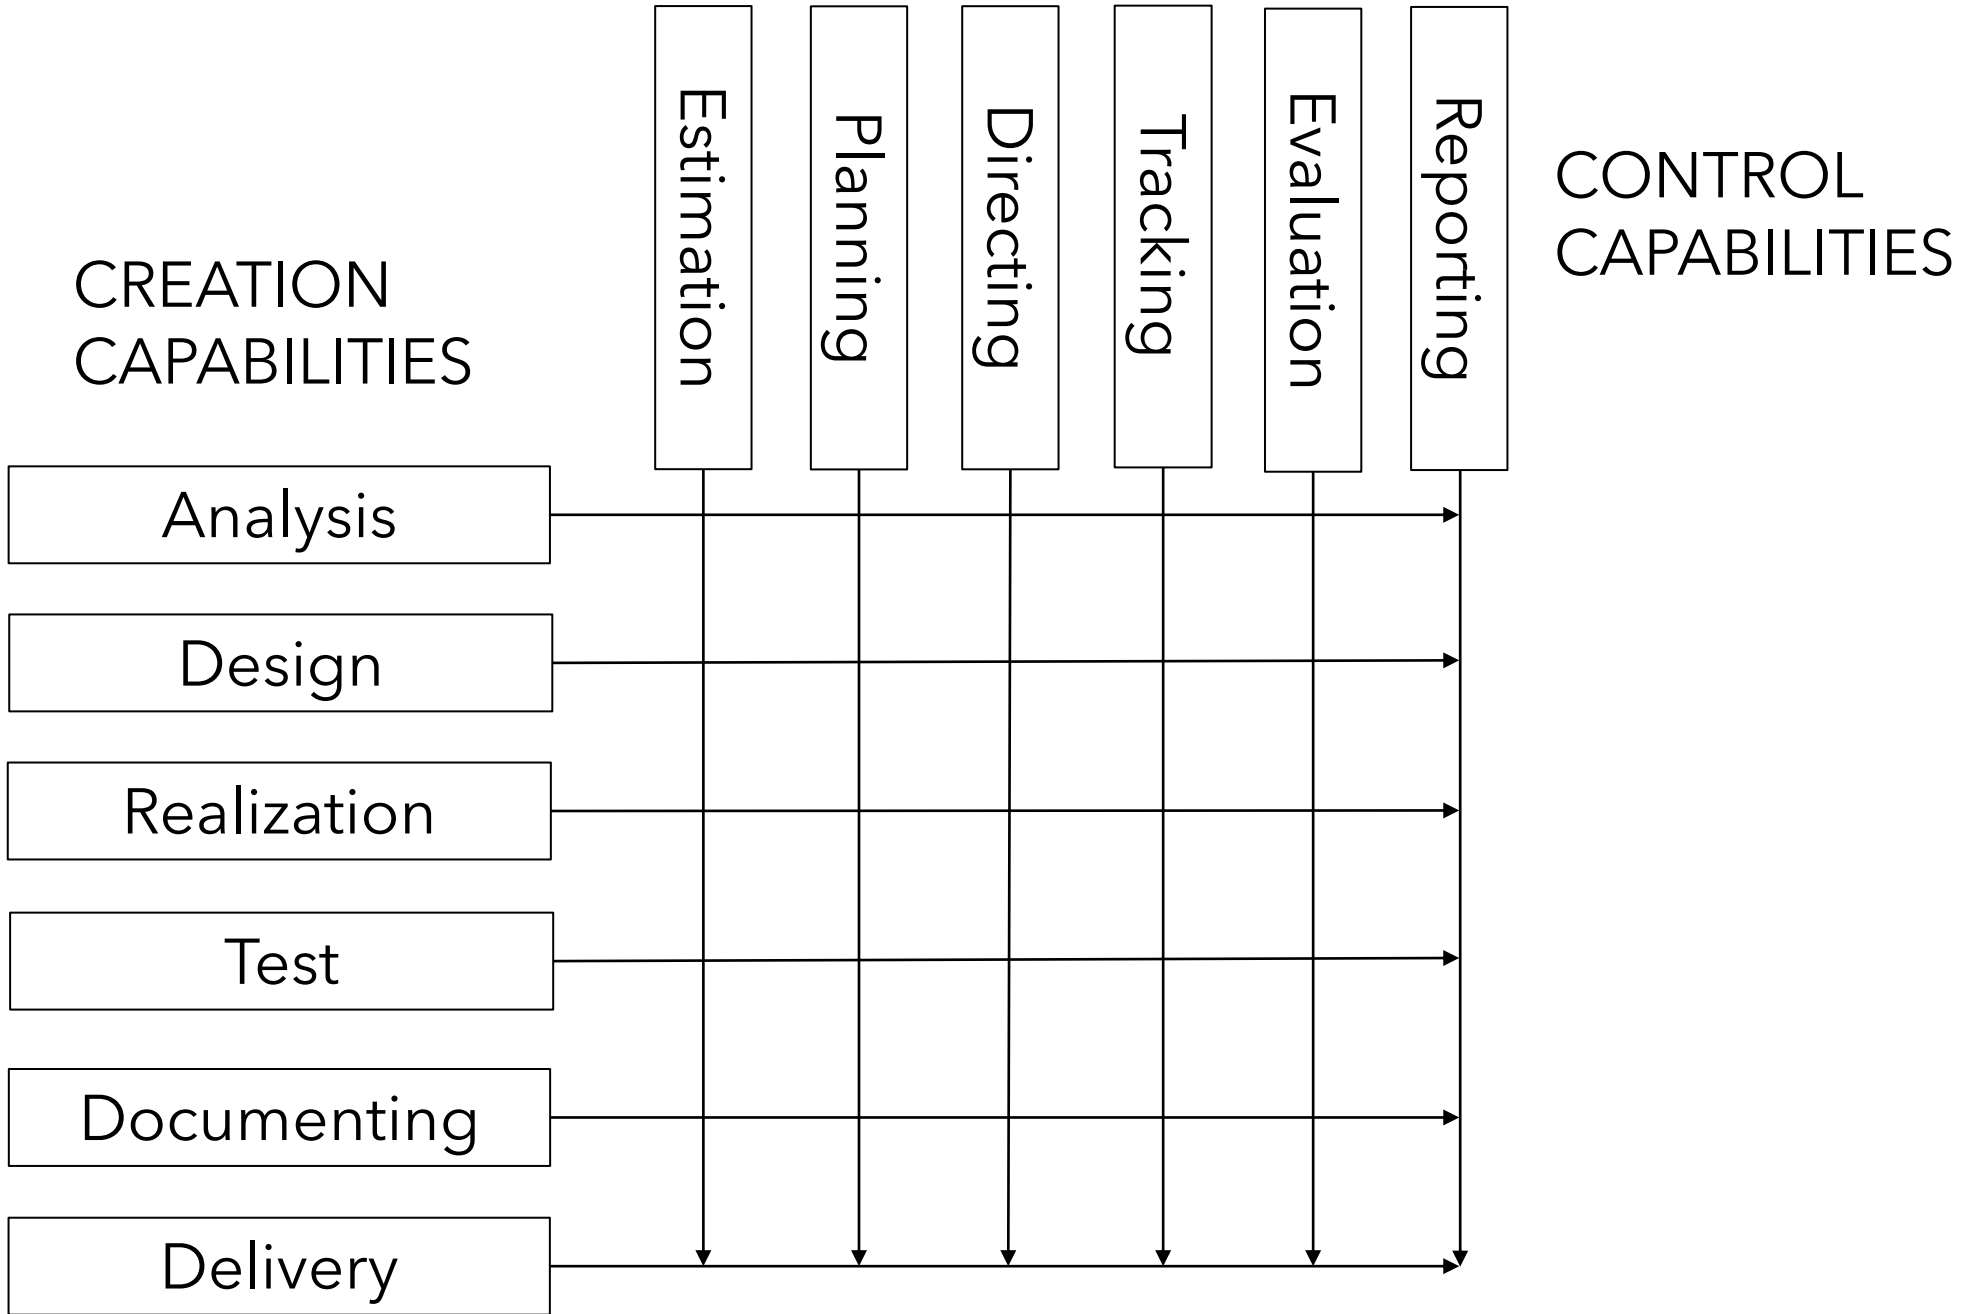 Estimation
Planning
Directing
Tracking
Evaluation
Reporting
CONTROL
CAPABILITIES
CREATION
CAPABILITIES
Analysis
Design
Realization
Test
Documenting
Delivery